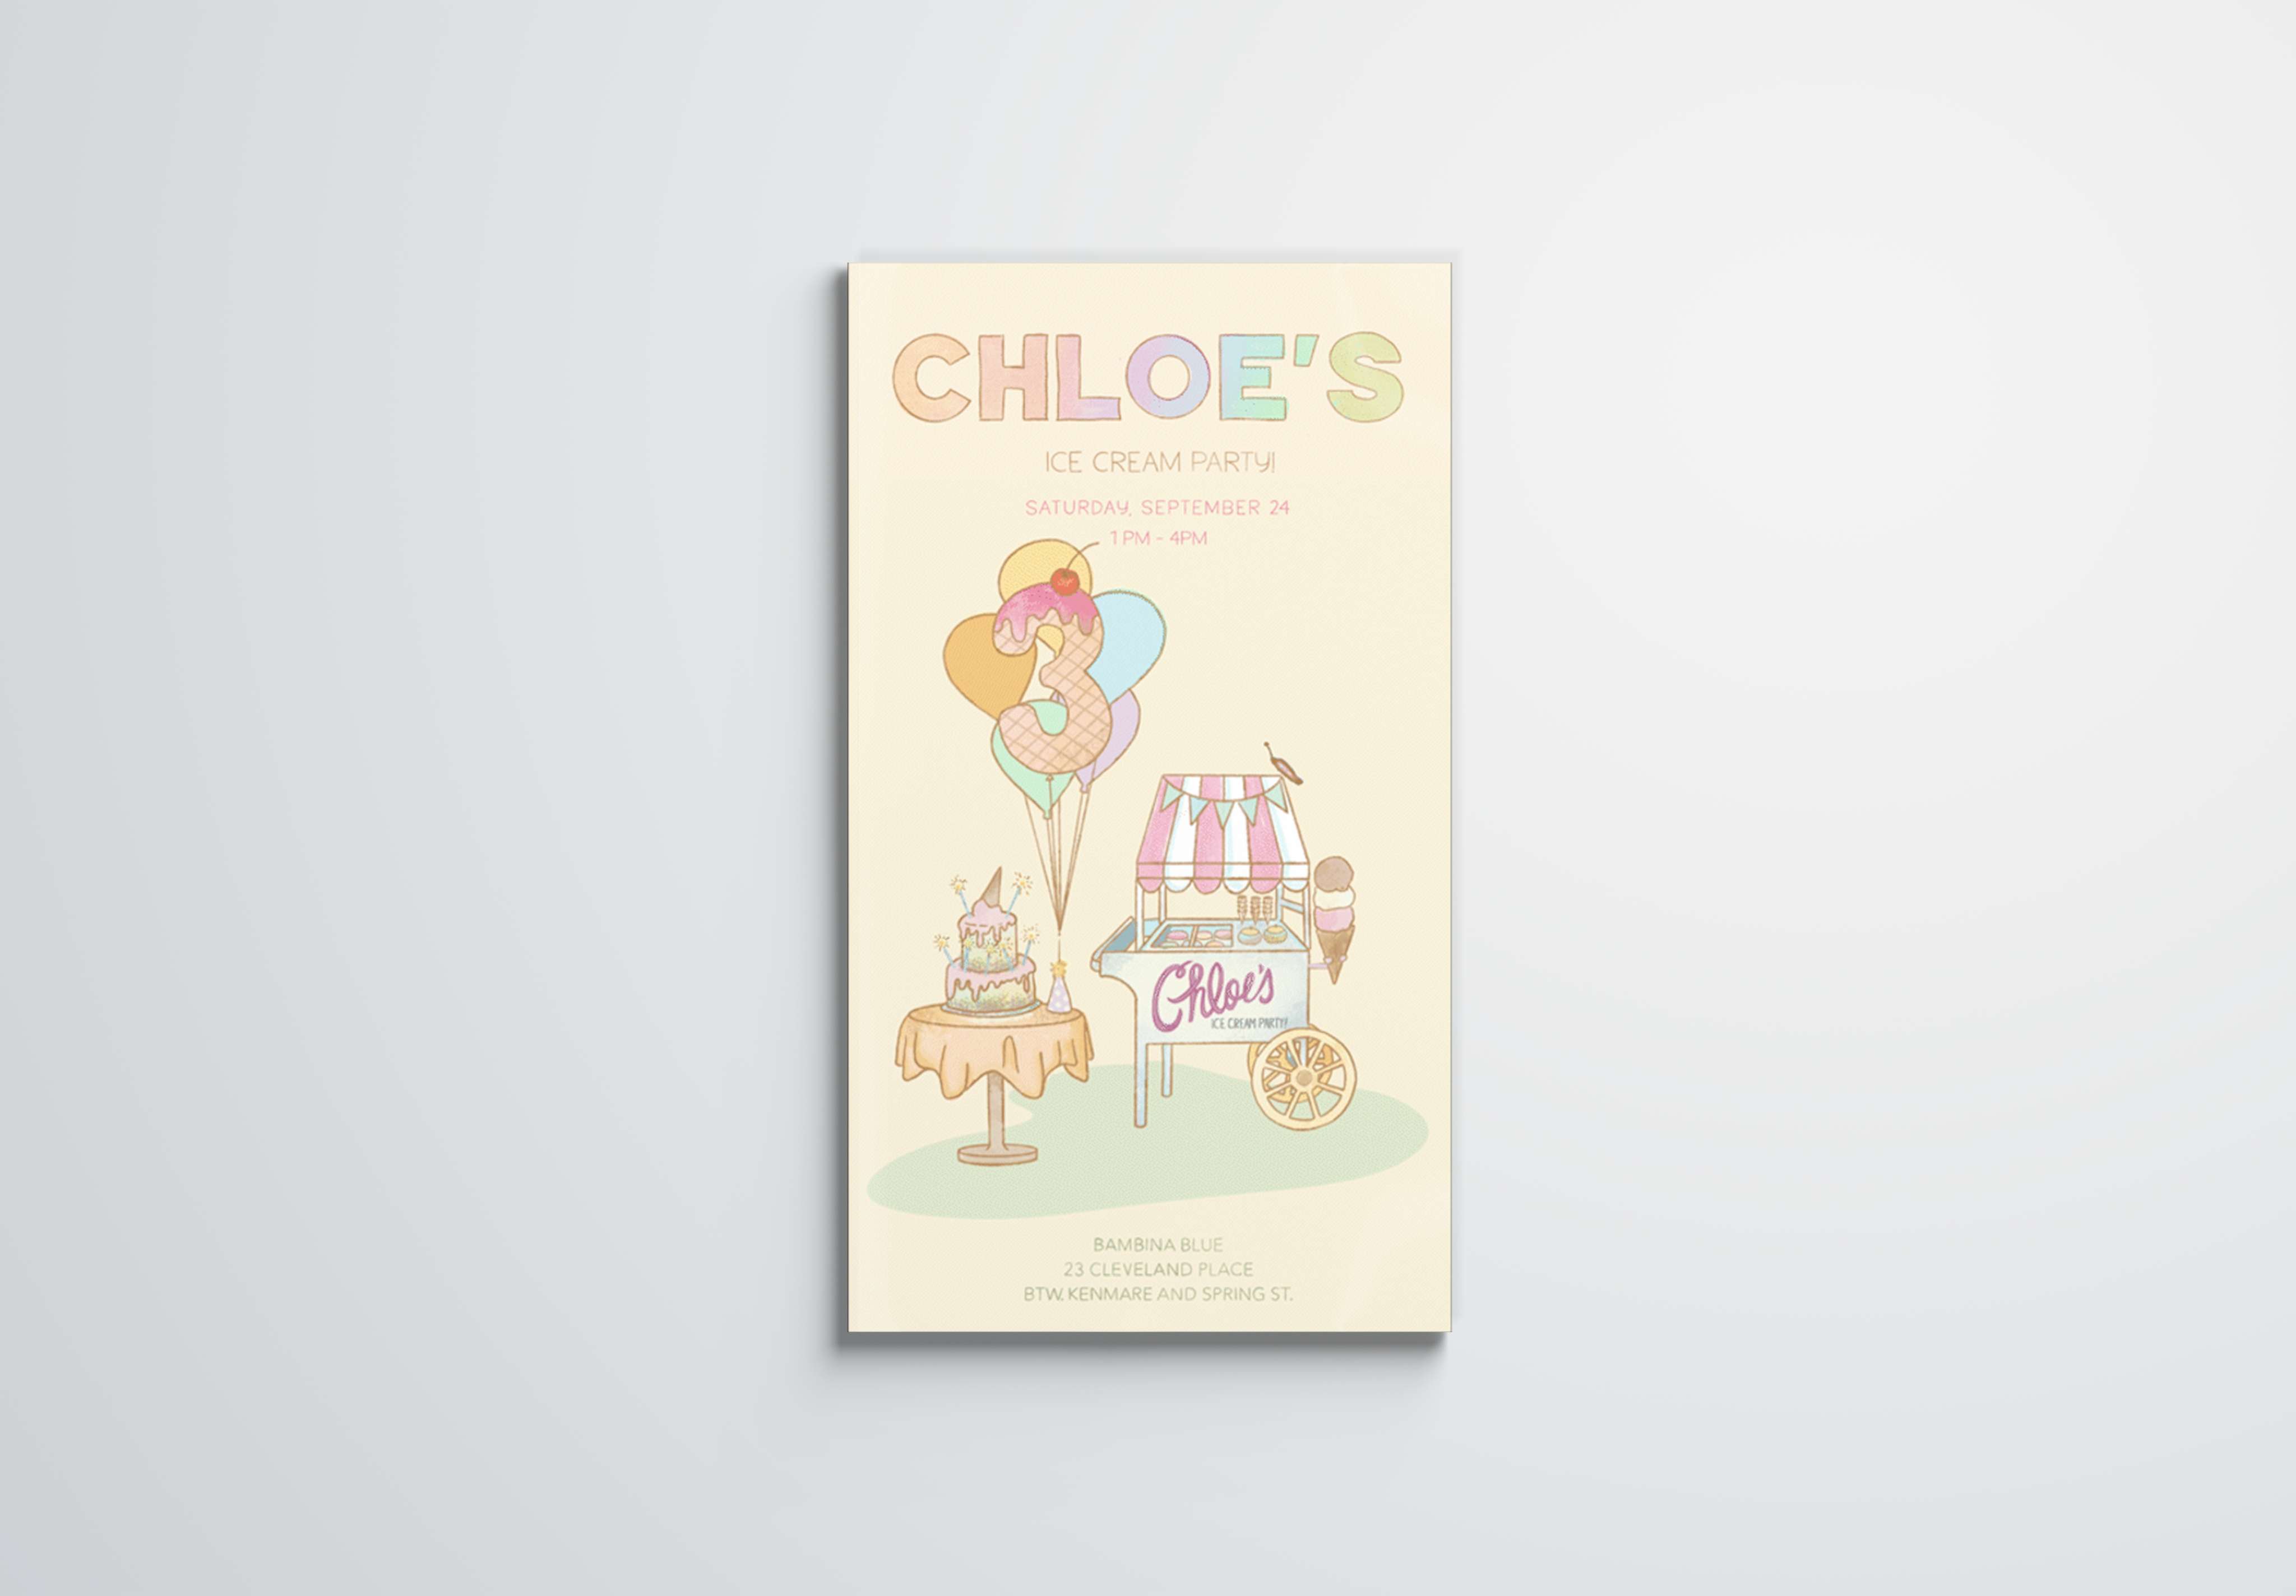 CHLOE'S
ICE CREAM PARTY!
SATURDAY, SEPTEMBER 24
1 PM - 4PM
3
Chloe's
ICE CREAM PARTY!
BAMBINA BLUE
23 CLEVELAND PLACE
BTW. KENMARE AND SPRING ST.